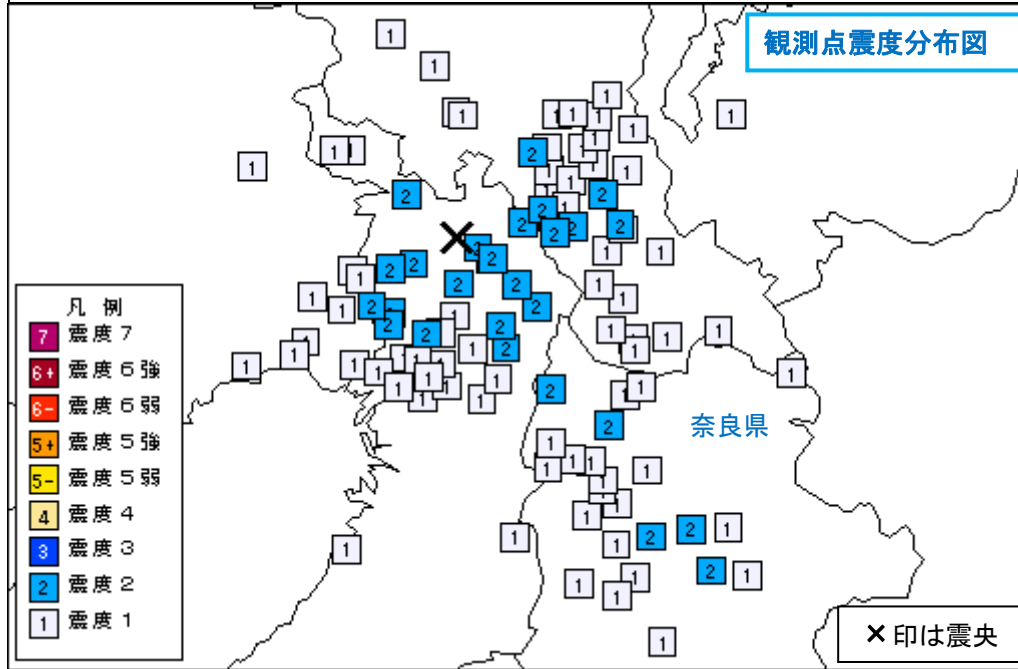 観測点震度分布図
凡 例
7 震度7
6+ 震度6強
6- 震度6弱
5+ 震度5強
5- 震度5弱
4 震度4
3 震度3
2 震度2
1 震度1
奈良県
×印は震央